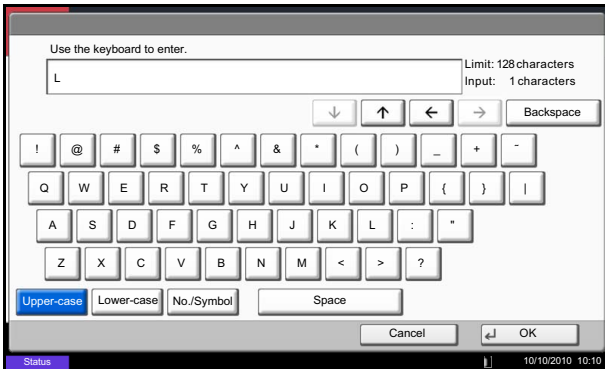 Use the keyboard to enter.
Limit: 128 characters
L
Input: 1 characters
Backspace
! @ # $ % ^ & * ( ) _ + ~
Q W E R T Y U I O P { } |
A S D F G H J K L : "
Z X C V B N M < > ?
Upper-case Lower-case No./Symbol Space
Cancel OK
Status 10/10/2010 10:10